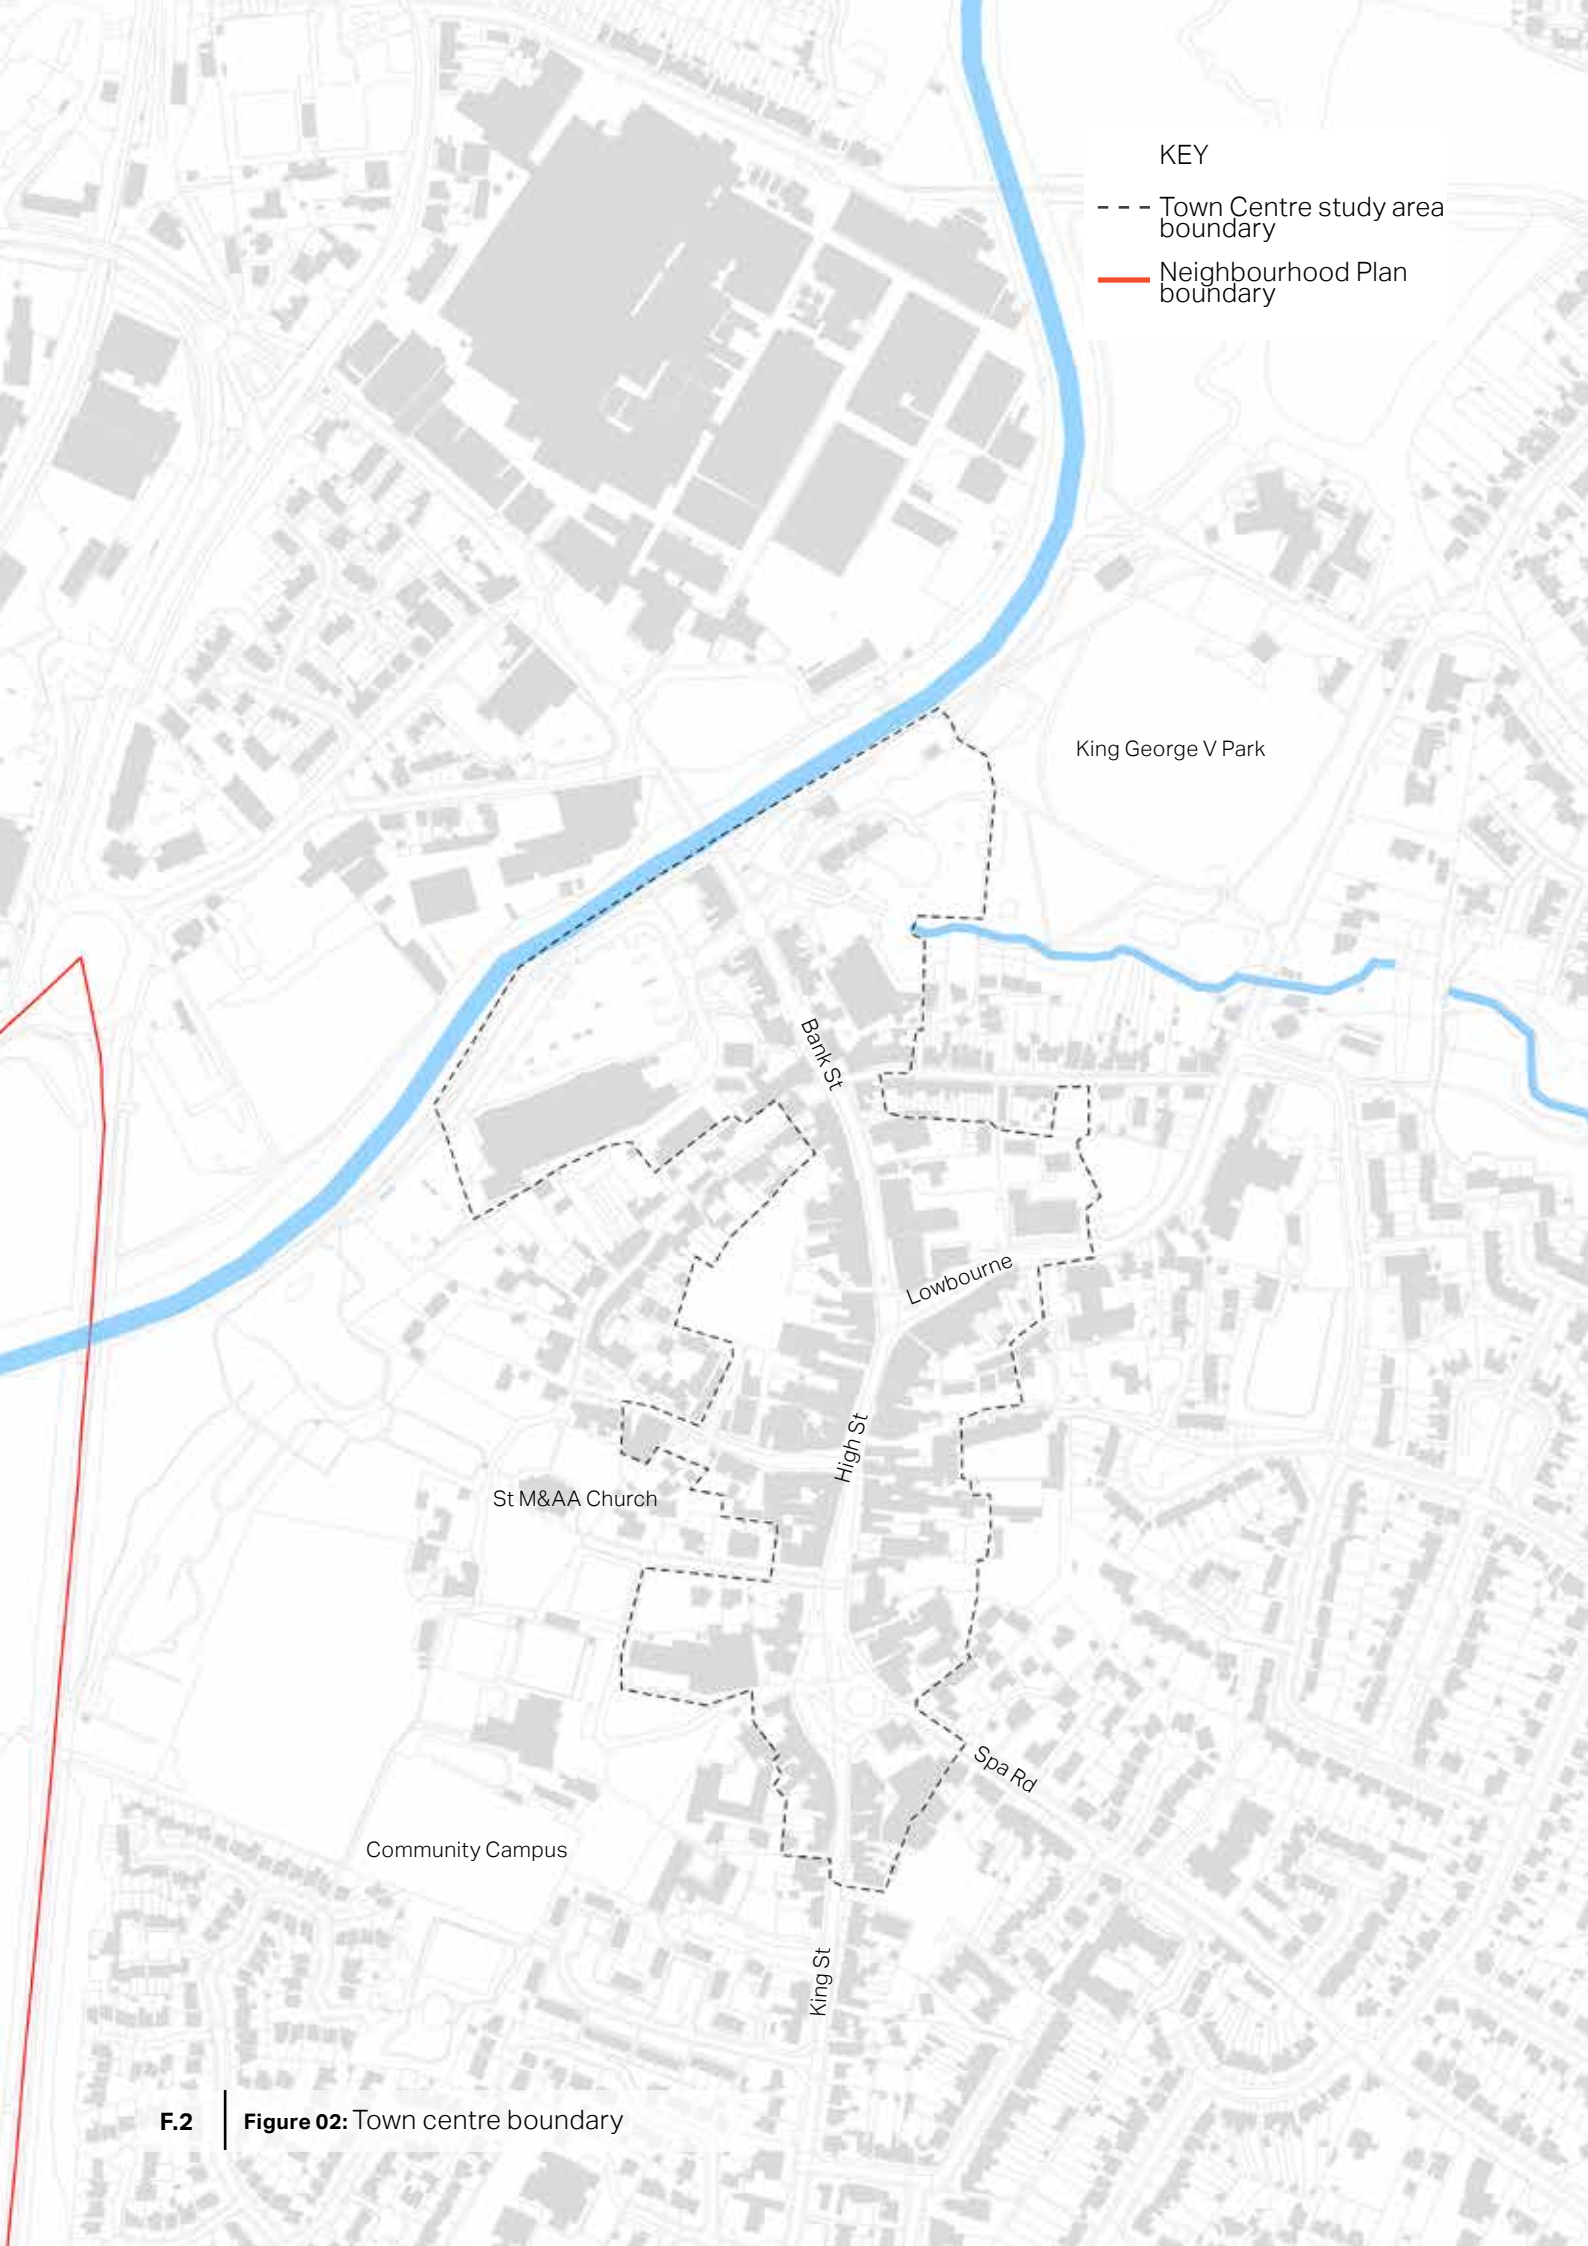 KEY
Town Centre study area
boundary
Neighbourhood Plan
boundary
King George V Park
Bank St
Lowbourne
High St
St M&AA Church
Spa Rd
Community Campus
King St
F.2
Figure 02: Town centre boundary